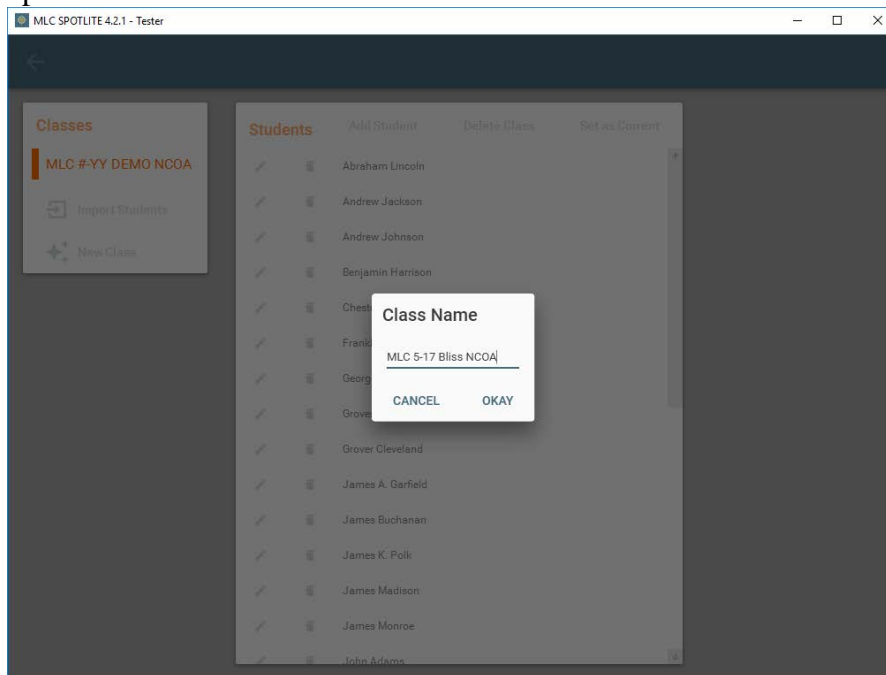 MLC SPOTLITE 4.2.1 - Tester
Classes
MLC #-YY DEMO NCOA
Import Students
New Class
Students
Add Student
Delete Class
Set as Current
Abraham Lincoln
Andrew Jackson
Andrew Johnson
Benjamin Harrison
Class Name
MLC 5-17 Bliss NCOA
CANCEL
OKAY
Grover Cleveland
James A. Garfield
James Buchanan
James K. Polk
James Madison
James Monroe
John Adams